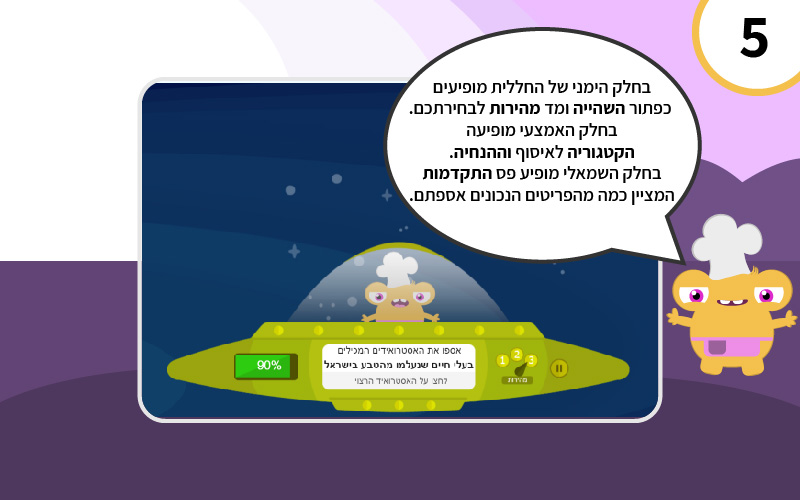 5
בחלק הימני של החללית מופיעים
כפתור השהייה ומד מהירות לבחירתכם.
בחלק האמצעי מופיעה
הקטגוריה לאיסוף וההנחיה.
בחלק השמאלי מופיע פס התקדמות
המציין כמה מהפריטים הנכונים אספתם.
אספו את האסטרואידים המכילים
בעלי חיים שנעלמו מהטבע בישראל
לחצו על האסטרואיד הרצוי
90%
1 2 3
מהירות